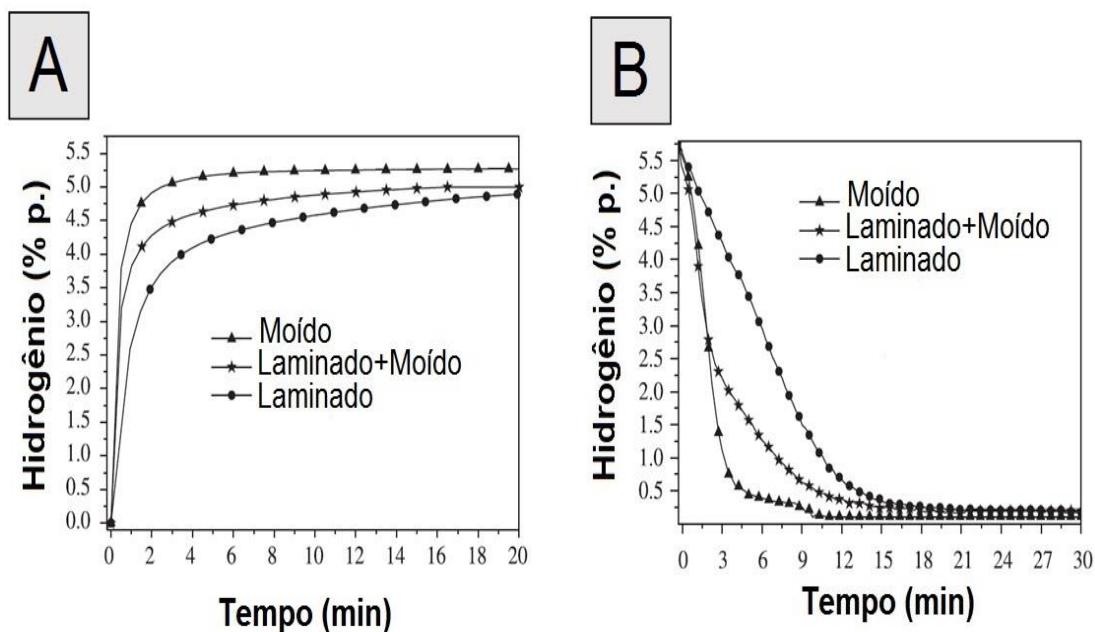 A
Hidrogênio (% p.)
5.5
5.0
4.5
4.0
3.5
3.0
2.5
2.0
1.5
1.0
0.5
0.0
Moído
Laminado+Moído
Laminado
0 2 4 6 8 10 12 14 16 18 20
Tempo (min)
B
Hidrogênio (% p.)
5.5
5.0
4.5
4.0
3.5
3.0
2.5
2.0
1.5
1.0
0.5
Moído
Laminado+Moído
Laminado
0 3 6 9 12 15 18 21 24 27 30
Tempo (min)